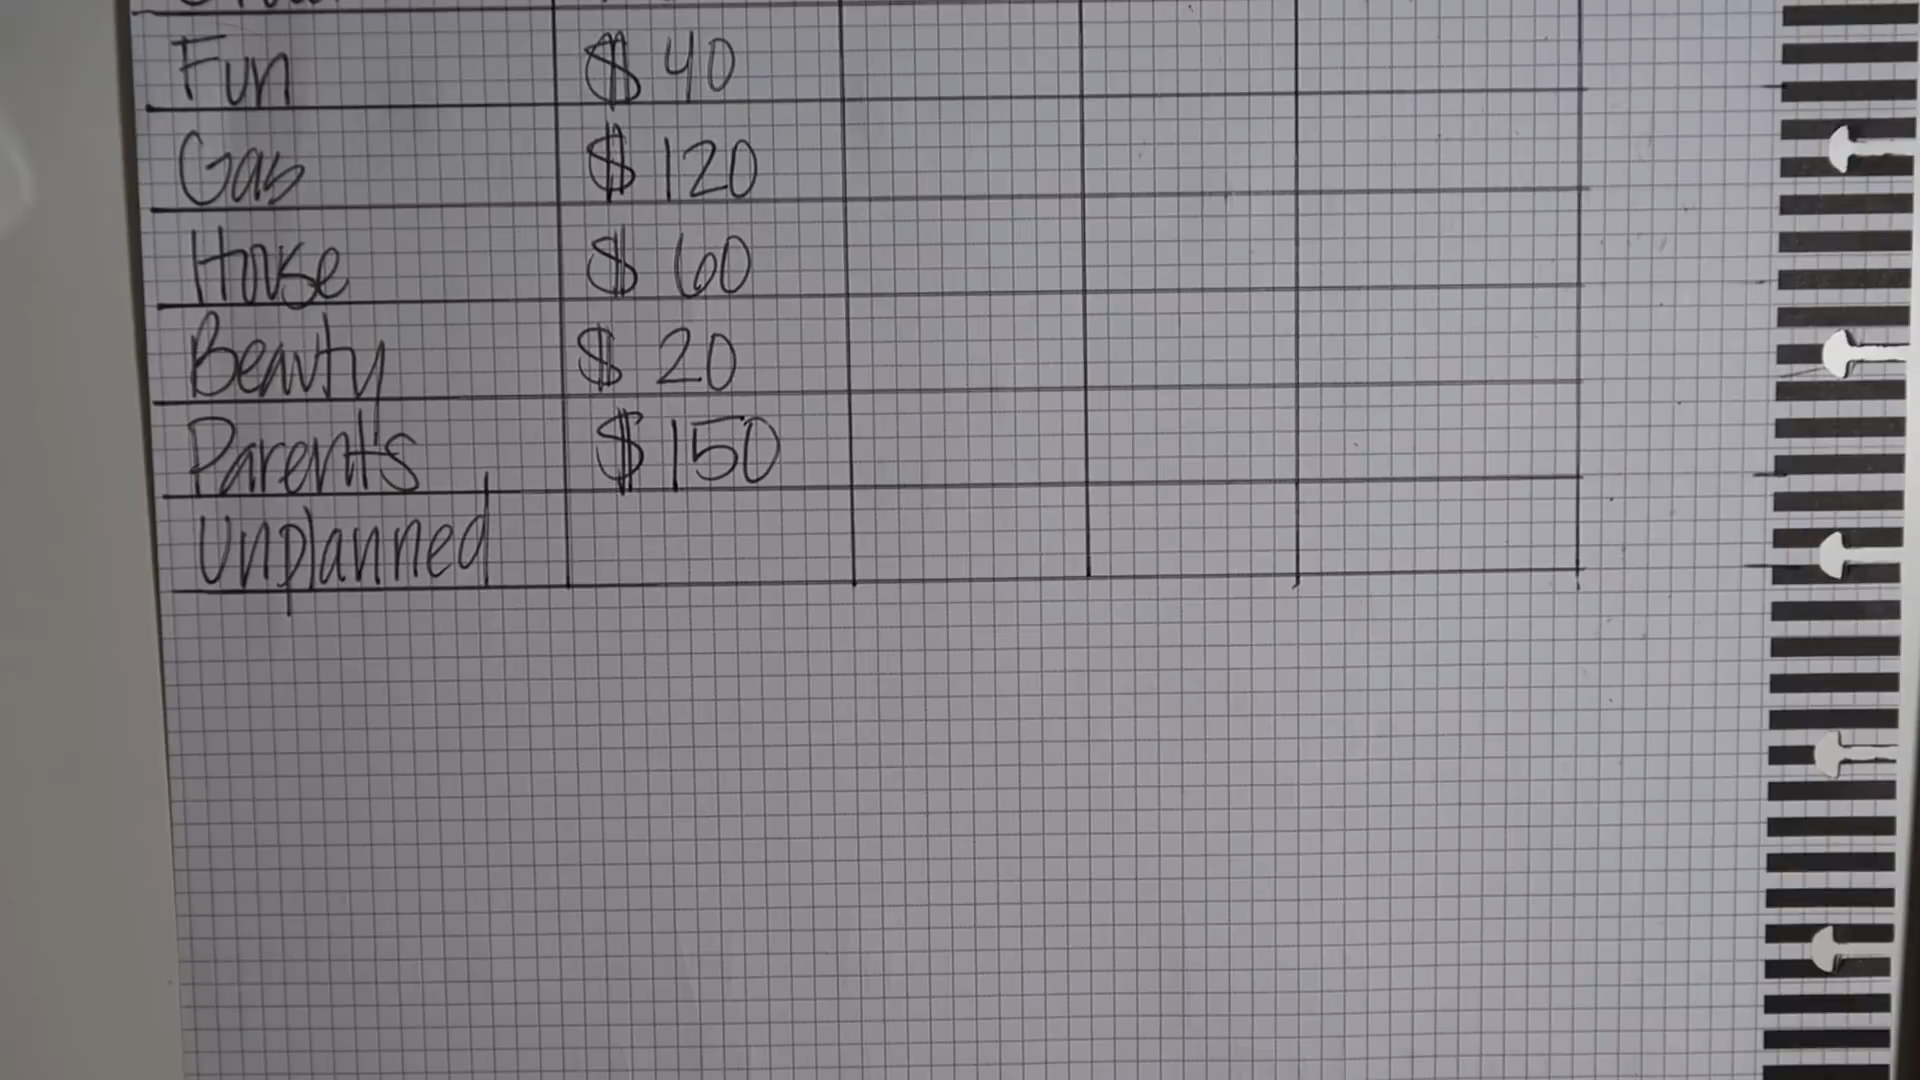 Fun $ 40
Gas $ 120
House $ 60
Beauty $ 20
Parent's $ 150
Unplanned